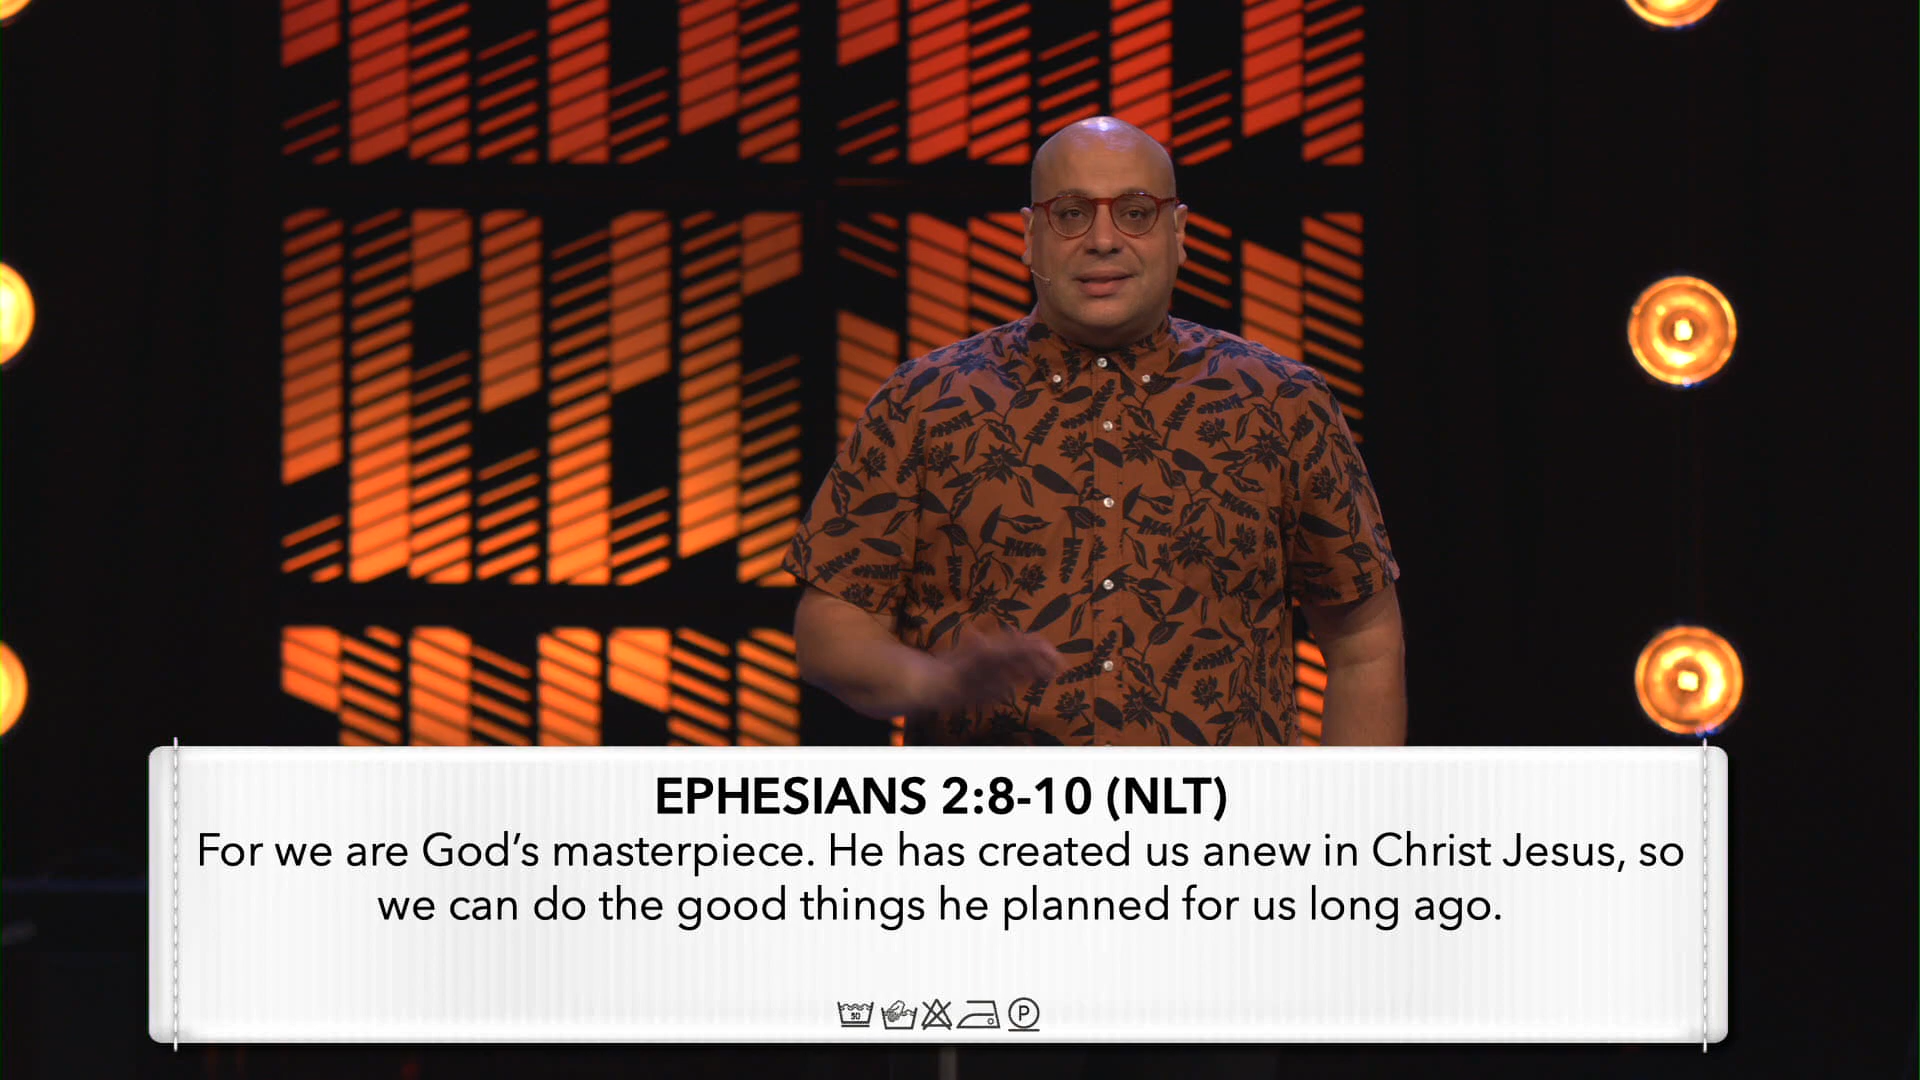 EPHESIANS 2:8-10 (NLT)
For we are God’s masterpiece. He has created us anew in Christ Jesus, so
we can do the good things he planned for us long ago.
50 P